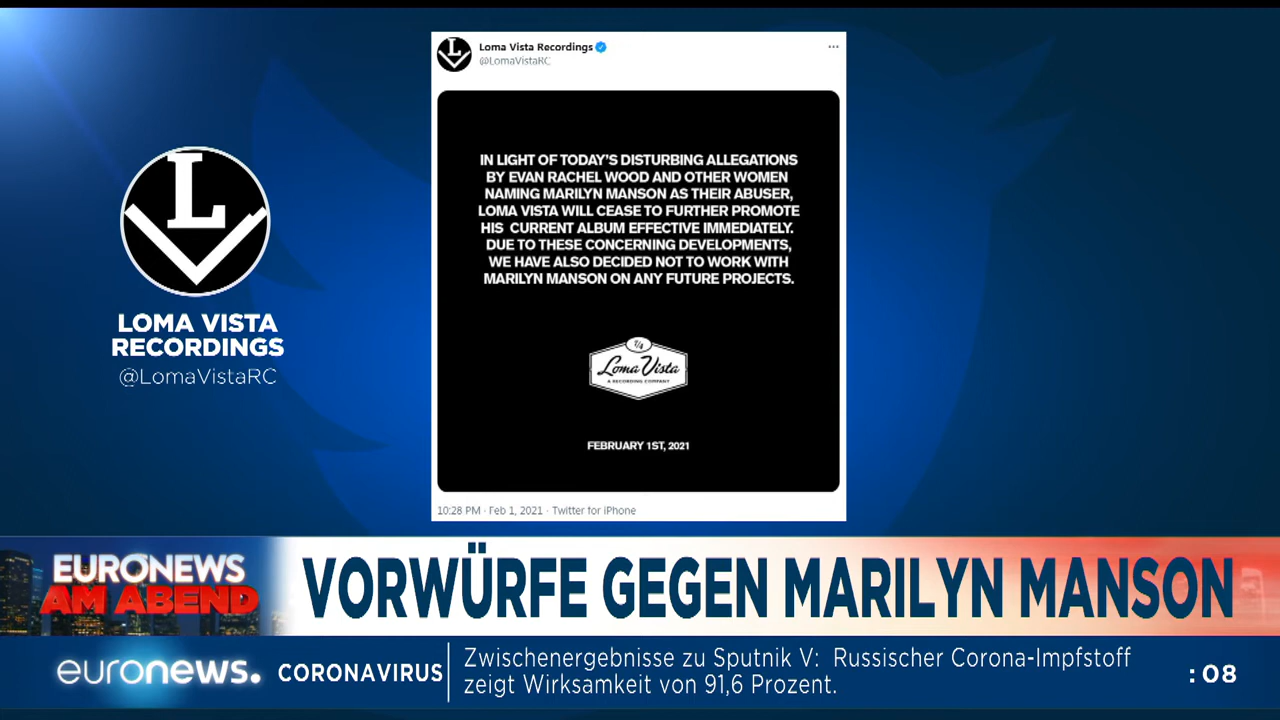 Loma Vista Recordings
@LomaVistaRC
IN LIGHT OF TODAY'S DISTURBING ALLEGATIONS
BY EVAN RACHEL WOOD AND OTHER WOMEN
NAMING MARILYN MANSON AS THEIR ABUSER,
LOMA VISTA WILL CEASE TO FURTHER PROMOTE
HIS CURRENT ALBUM EFFECTIVE IMMEDIATELY.
DUE TO THESE CONCERNING DEVELOPMENTS,
WE HAVE ALSO DECIDED NOT TO WORK WITH
MARILYN MANSON ON ANY FUTURE PROJECTS.
Loma Vista
A RECORDING COMPANY
FEBRUARY 1ST, 2021
10:28 PM · Feb 1, 2021 · Twitter for iPhone
L
LOMA VISTA
RECORDINGS
@LomaVistaRC
EURONEWS
AM ABEND
VORWÜRFE GEGEN MARILYN MANSON
euronews.
CORONAVIRUS
Zwischenergebnisse zu Sputnik V: Russischer Corona-Impfstoff
zeigt Wirksamkeit von 91,6 Prozent.
:08